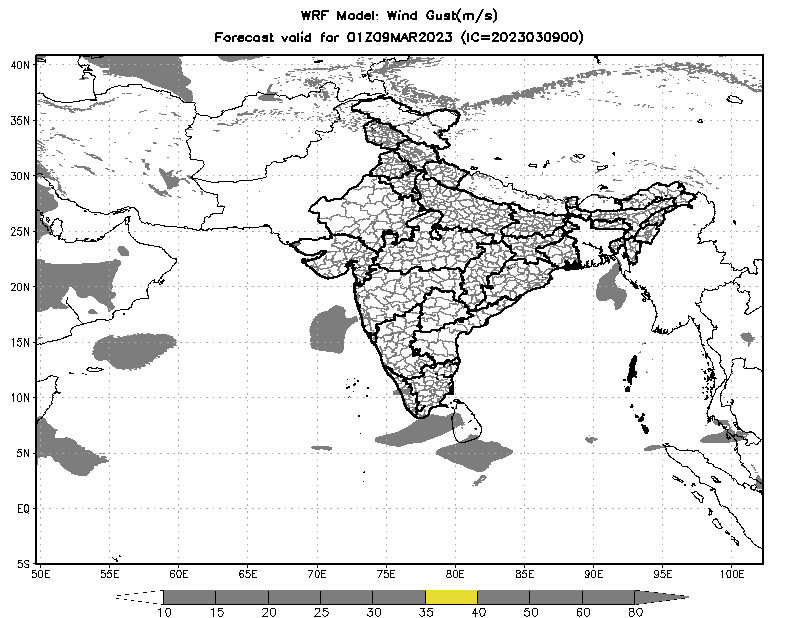 WRF Model: Wind Gust(m/s)
Forecast valid for 01Z09MAR2023 (IC=2023030900)
40N
35N
30N
25N
20N
15N
10N
5N
EQ
5S
50E 55E 60E 65E 70E 75E 80E 85E 90E 95E 100E
10 15 20 25 30 35 40 50 60 80